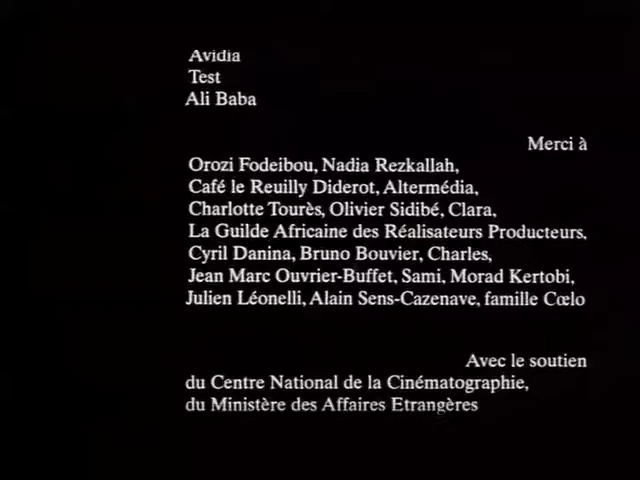 Avidia
Test
Ali Baba
Merci à
Orozi Fodeibou, Nadia Rezkallah,
Café le Reuilly Diderot, Altermédia,
Charlotte Tourès, Olivier Sidibé, Clara,
La Guilde Africaine des Réalisateurs Producteurs,
Cyril Danina, Bruno Bouvier, Charles,
Jean Marc Ouvrier-Buffet, Sami, Morad Kertobi,
Julien Léonelli, Alain Sens-Cazenave, famille Cœlo
Avec le soutien
du Centre National de la Cinématographie,
du Ministère des Affaires Etrangères